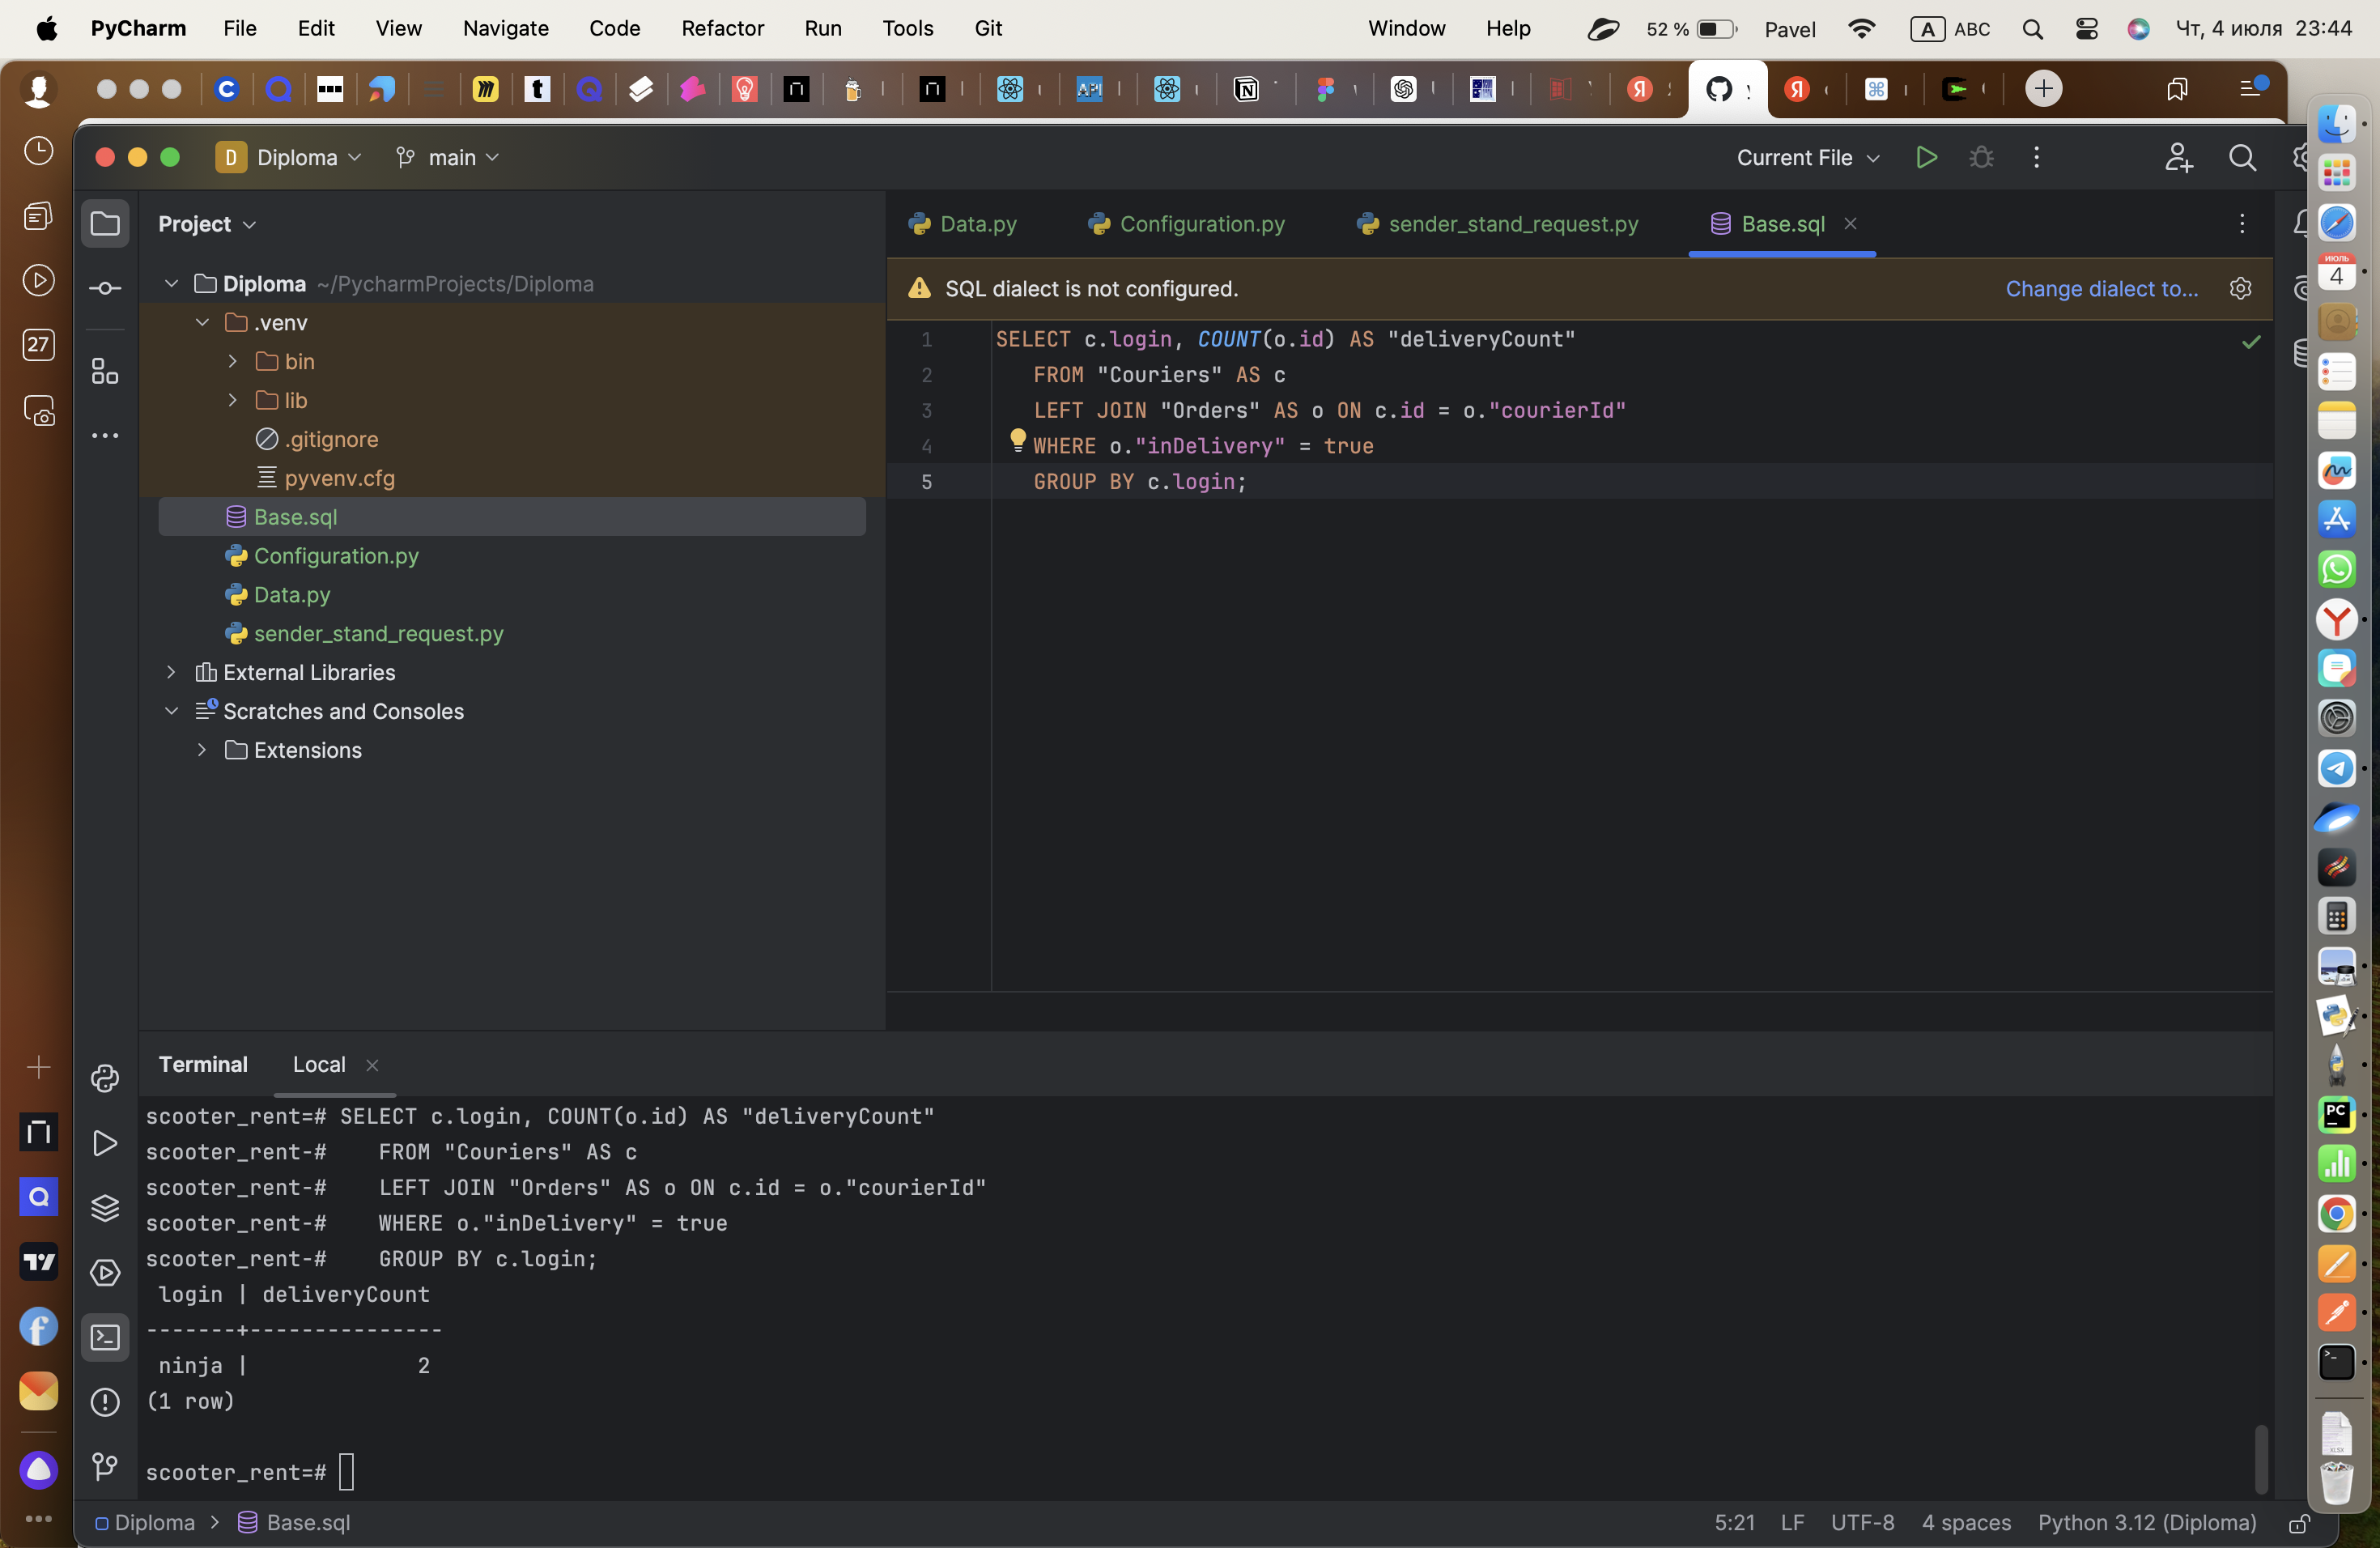 PyCharm File Edit View Navigate Code Refactor Run Tools Git Window Help 52 % Pavel A ABC Чт, 4 июля 23:44
API
Diploma main Current File
D
27
Project
Data.py Configuration.py sender_stand_request.py Base.sql
Diploma ~/PycharmProjects/Diploma
SQL dialect is not configured. Change dialect to...
.venv
bin
lib
.gitignore
pyvenv.cfg
Base.sql
Configuration.py
Data.py
sender_stand_request.py
External Libraries
Scratches and Consoles
Extensions
1 SELECT c.login, COUNT(o.id) AS "deliveryCount"
2 FROM "Couriers" AS c
3 LEFT JOIN "Orders" AS o ON c.id = o."courierId"
4 WHERE o."inDelivery" = true
5 GROUP BY c.login;
Terminal Local
scooter_rent=# SELECT c.login, COUNT(o.id) AS "deliveryCount"
scooter_rent-# FROM "Couriers" AS c
scooter_rent-# LEFT JOIN "Orders" AS o ON c.id = o."courierId"
scooter_rent-# WHERE o."inDelivery" = true
scooter_rent-# GROUP BY c.login;
login | deliveryCount
-------+---------------
ninja | 2
(1 row)
scooter_rent=#
Diploma > Base.sql 5:21 LF UTF-8 4 spaces Python 3.12 (Diploma)
ИЮЛЬ
4
PC
XLSX